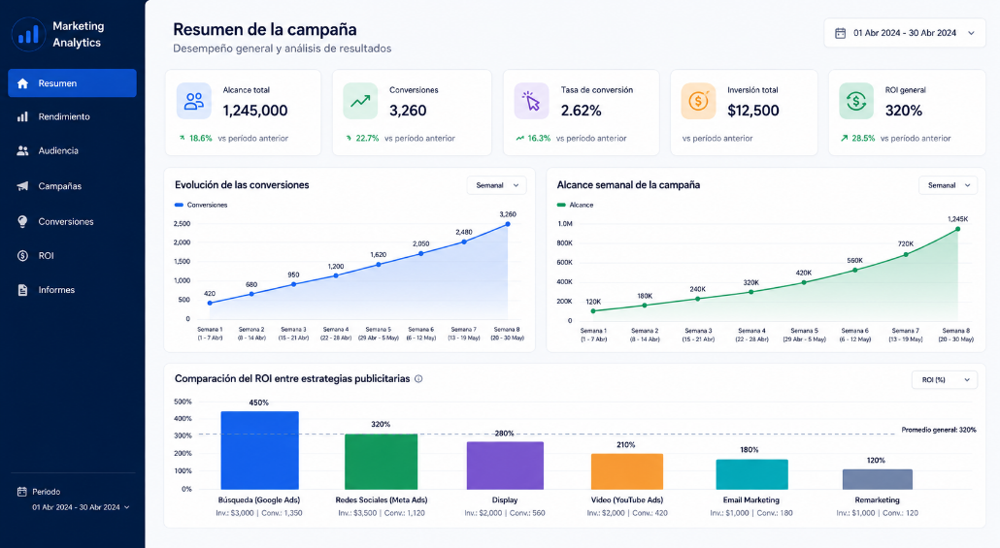 Marketing
Analytics
Resumen
Rendimiento
Audiencia
Campañas
Conversiones
ROI
Informes
Período
01 Abr 2024 - 30 Abr 2024
Resumen de la campaña
Desempeño general y análisis de resultados
01 Abr 2024 - 30 Abr 2024
Alcance total
1,245,000
18.6% vs período anterior
Conversiones
3,260
22.7% vs período anterior
Tasa de conversión
2.62%
16.3% vs período anterior
Inversión total
$12,500
vs período anterior
ROI general
320%
28.5% vs período anterior
Evolución de las conversiones
Semanal
Conversiones
2,500
2,000
1,500
1,000
500
0
420
680
950
1,200
1,620
2,050
2,480
3,260
Semana 1 Semana 2 Semana 3 Semana 4 Semana 5 Semana 6 Semana 7 Semana 8
(1 - 7 Abr) (8 - 14 Abr) (15 - 21 Abr) (22 - 28 Abr) (29 Abr - 5 May) (6 - 12 May) (13 - 19 May) (20 - 30 May)
Alcance semanal de la campaña
Semanal
Alcance
1.0M
800K
600K
400K
200K
0
120K
180K
240K
320K
420K
560K
720K
1,245K
Semana 1 Semana 2 Semana 3 Semana 4 Semana 5 Semana 6 Semana 7 Semana 8
(1 - 7 Abr) (8 - 14 Abr) (15 - 21 Abr) (22 - 28 Abr) (29 Abr - 5 May) (6 - 12 May) (13 - 19 May) (20 - 30 May)
Comparación del ROI entre estrategias publicitarias
ROI (%)
500%
400%
300%
200%
100%
0%
450%
320%
280%
210%
180%
120%
Promedio general: 320%
Búsqueda (Google Ads) Redes Sociales (Meta Ads) Display Video (YouTube Ads) Email Marketing Remarketing
Inv.: $3,000 | Conv.: 1,350 Inv.: $3,500 | Conv.: 1,120 Inv.: $2,000 | Conv.: 560 Inv.: $2,000 | Conv.: 420 Inv.: $1,000 | Conv.: 180 Inv.: $1,000 | Conv.: 120